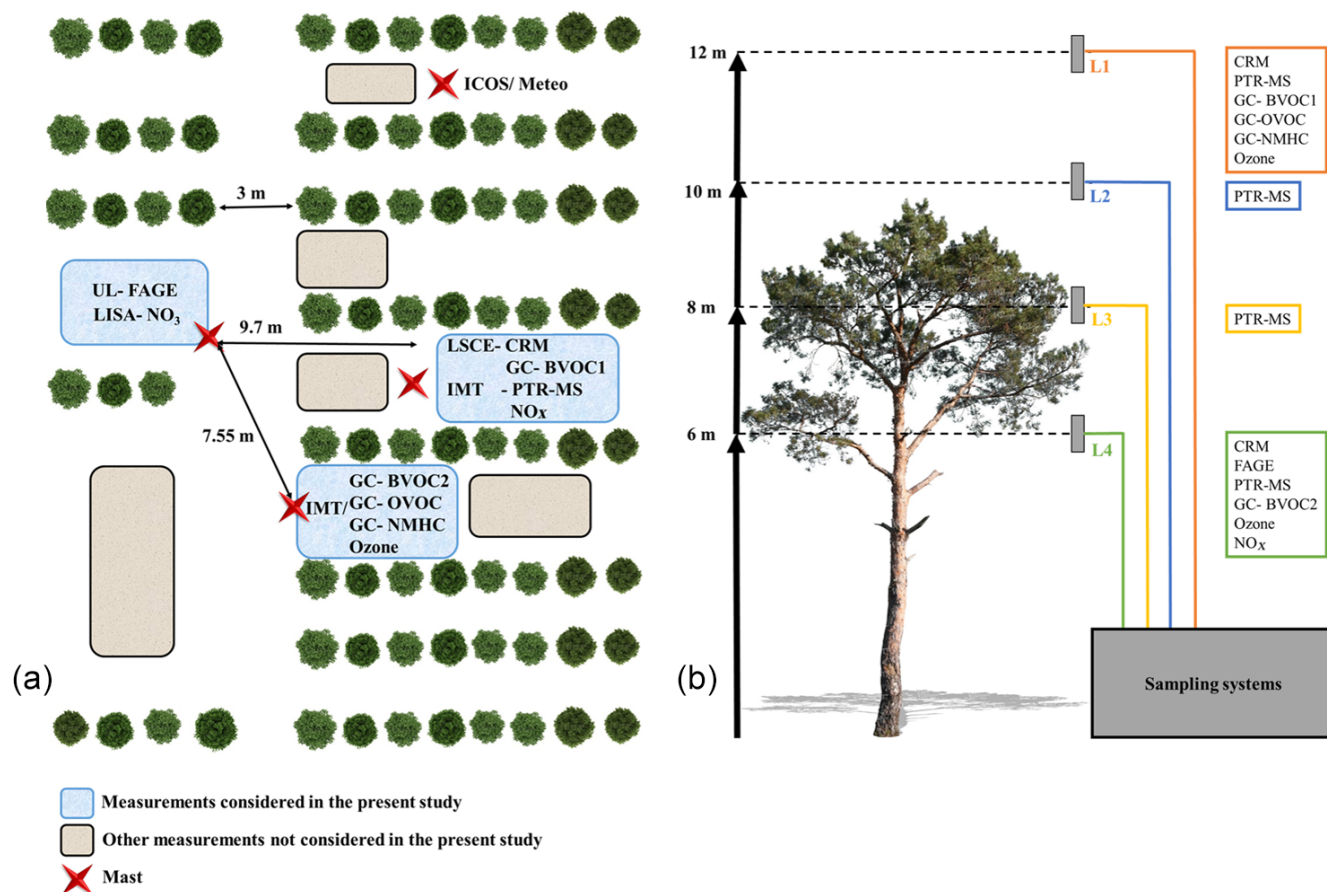 ICOS/ Meteo
3 m
UL- FAGE
LISA- NO₃
9.7 m
LSCE- CRM
GC- BVOC1
IMT - PTR-MS
NOx
7.55 m
IMT/
GC- BVOC2
GC- OVOC
GC- NMHC
Ozone
(a)
Measurements considered in the present study
Other measurements not considered in the present study
Mast
12 m
L1
CRM
PTR-MS
GC- BVOC1
GC-OVOC
GC-NMHC
Ozone
10 m
L2
PTR-MS
8 m
L3
PTR-MS
6 m
L4
CRM
FAGE
PTR-MS
GC- BVOC2
Ozone
NOx
Sampling systems
(b)